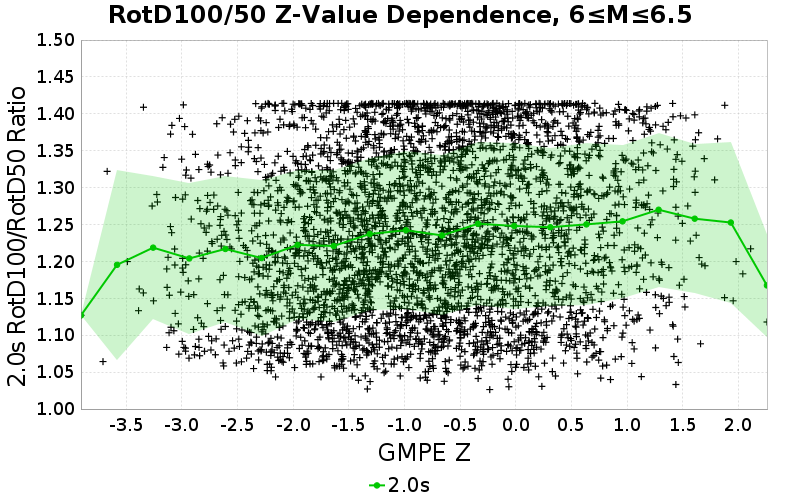 RotD100/50 Z-Value Dependence, 6≤M≤6.5
2.0s RotD100/RotD50 Ratio
1.50
1.45
1.40
1.35
1.30
1.25
1.20
1.15
1.10
1.05
1.00
-3.5 -3.0 -2.5 -2.0 -1.5 -1.0 -0.5 0.0 0.5 1.0 1.5 2.0
GMPE Z
2.0s